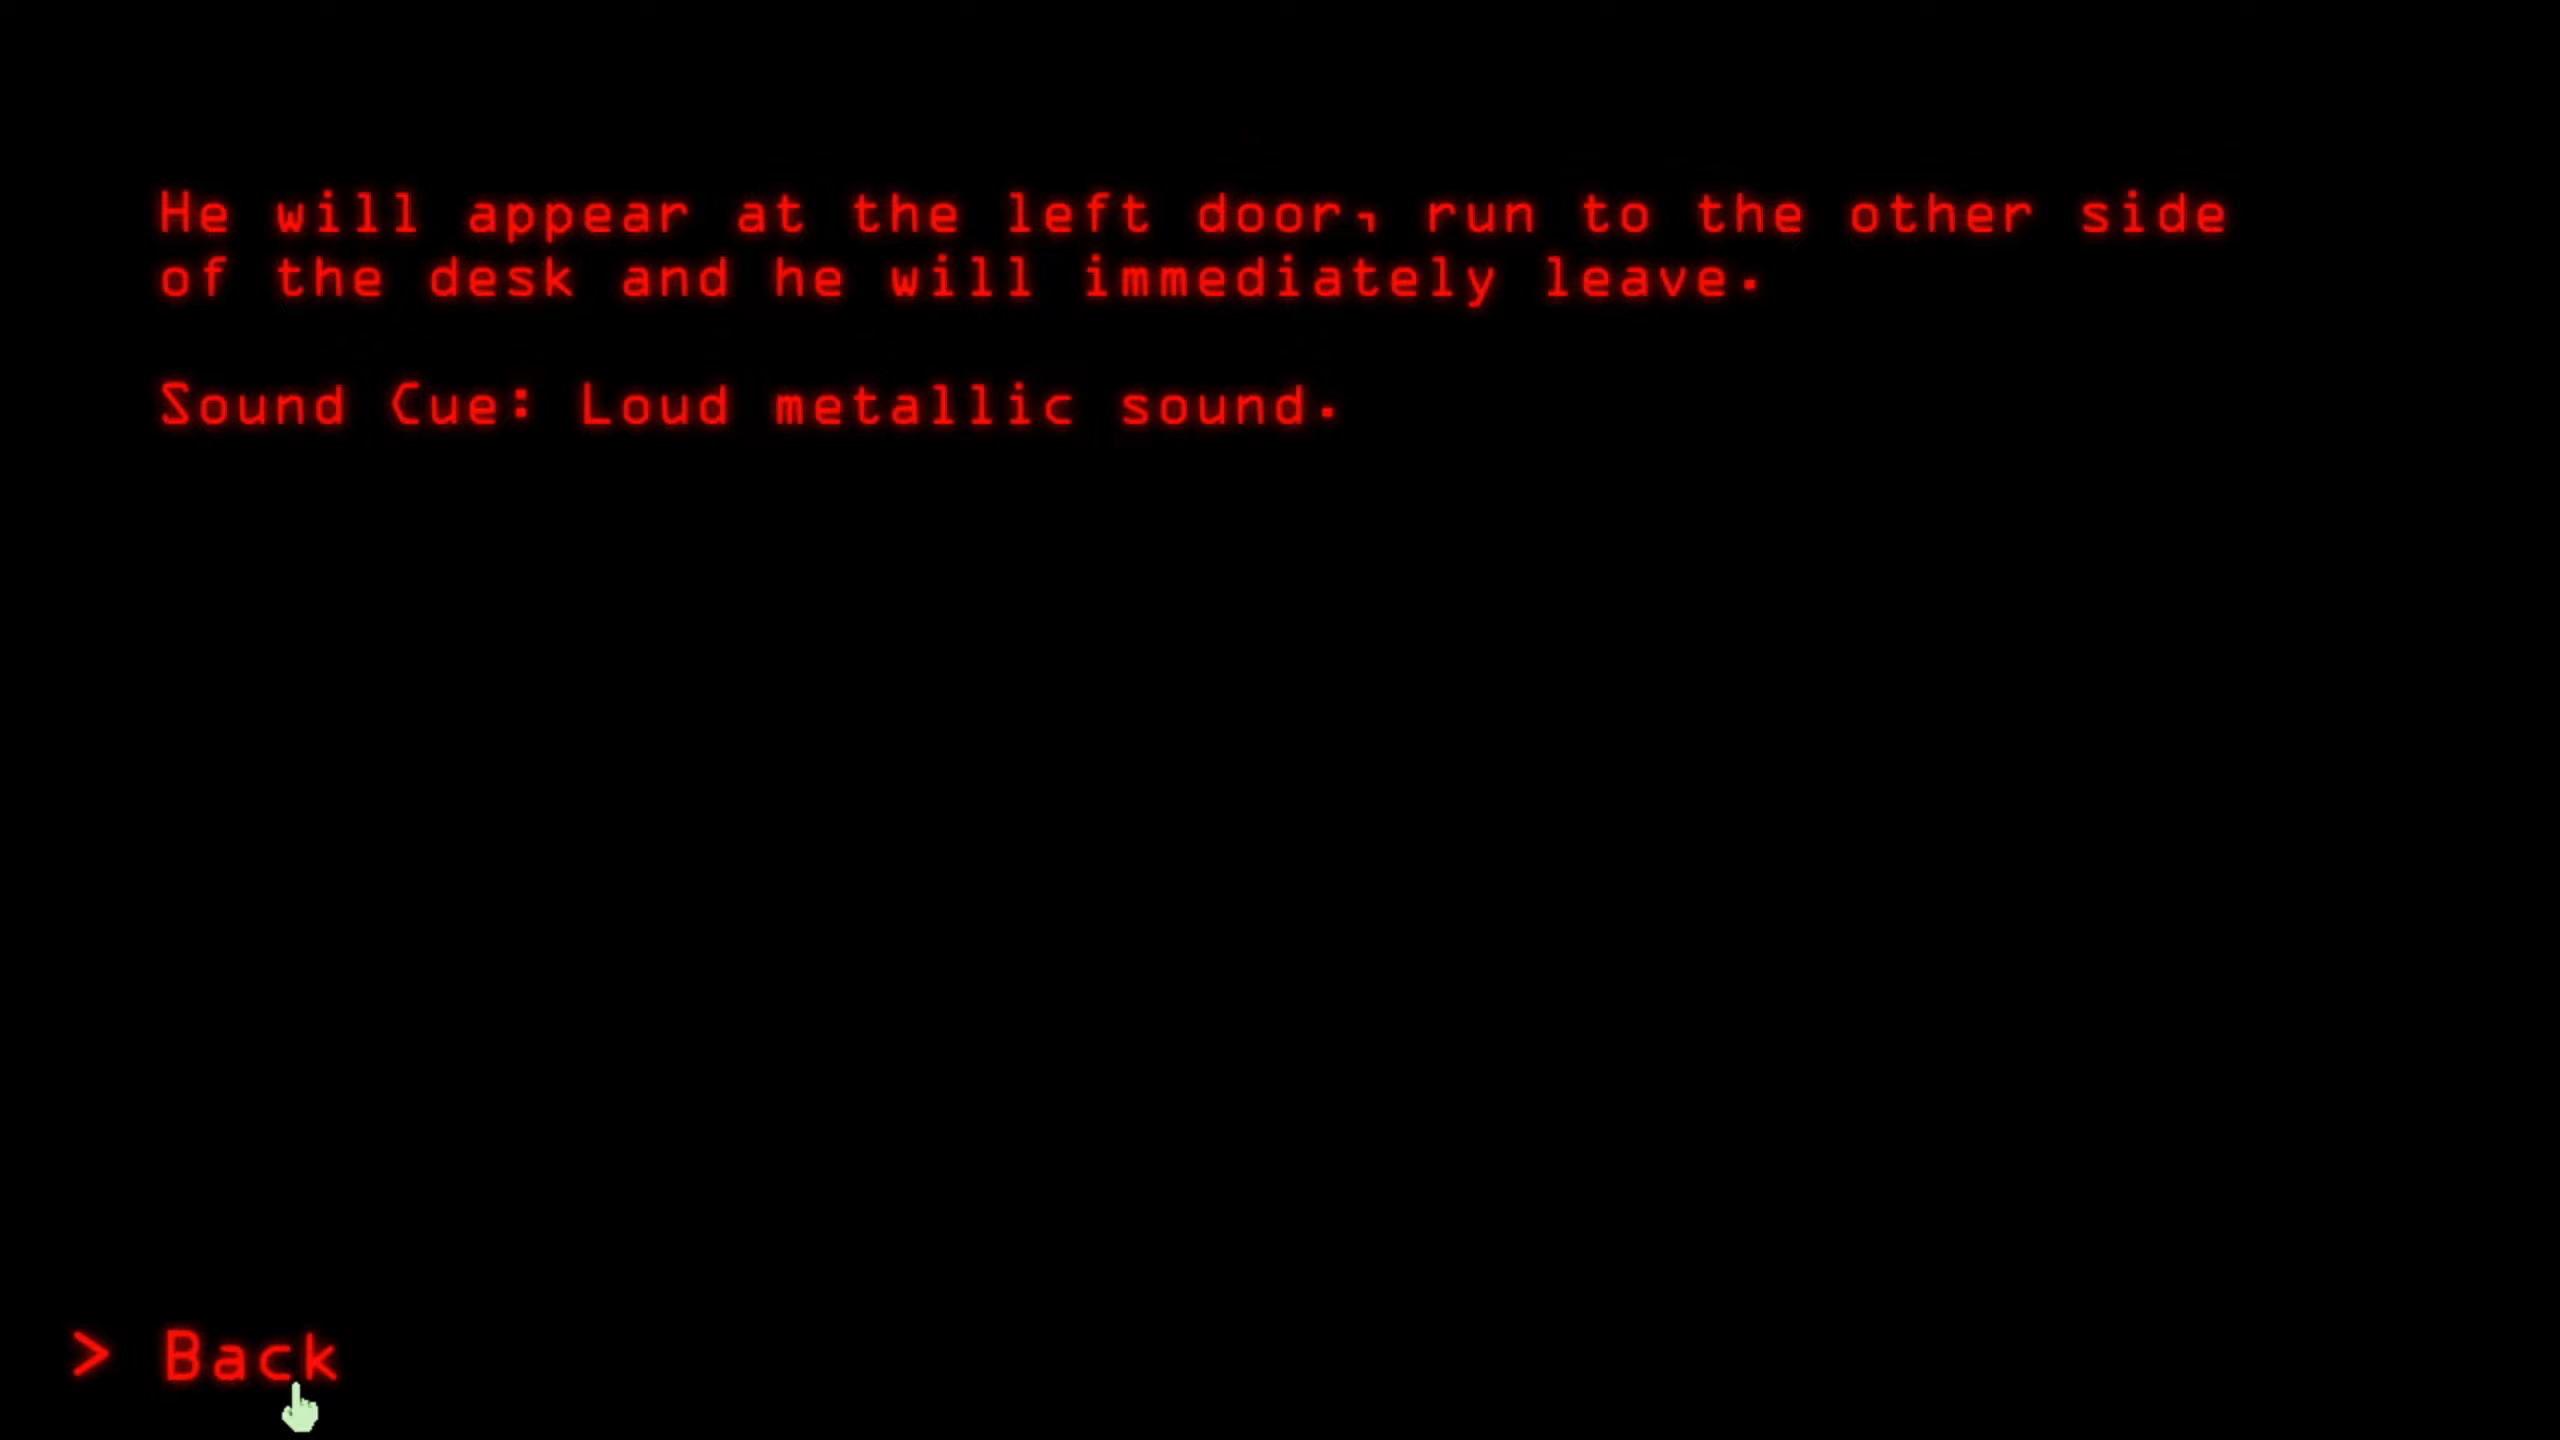 He will appear at the left door, run to the other side
of the desk and he will immediately leave.
Sound Cue: Loud metallic sound.
> Back